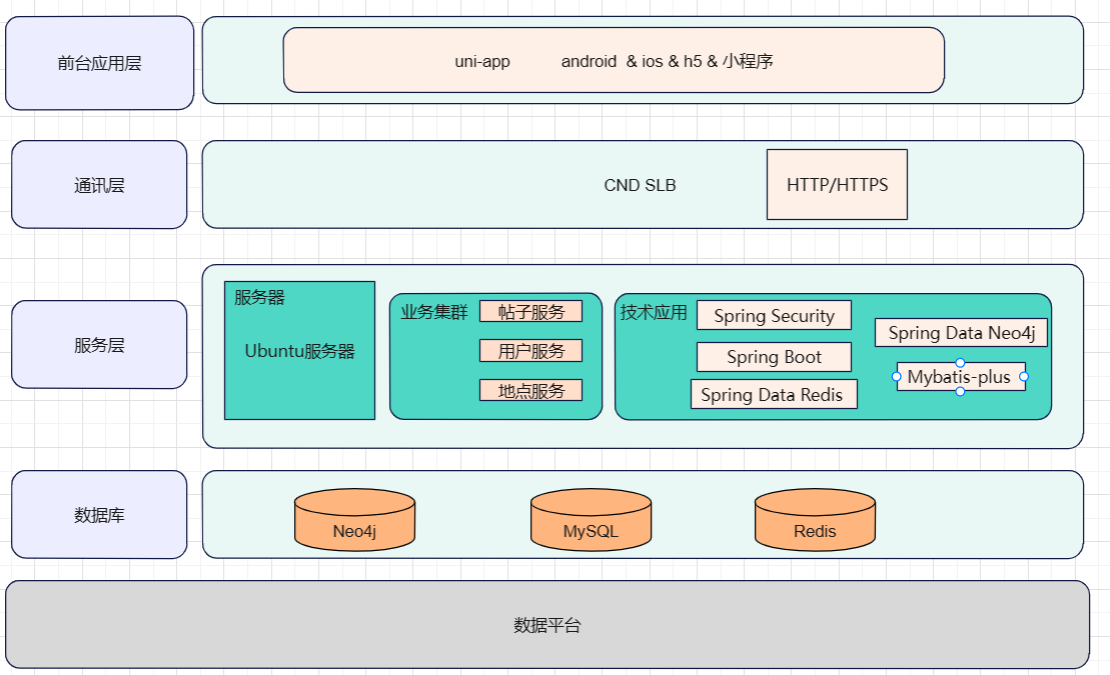 前台应用层
uni-app android & ios & h5 & 小程序
通讯层
CND SLB
HTTP/HTTPS
服务层
服务器
Ubuntu服务器
业务集群
帖子服务
用户服务
地点服务
技术应用
Spring Security
Spring Boot
Spring Data Redis
Spring Data Neo4j
Mybatis-plus
数据库
Neo4j
MySQL
Redis
数据平台